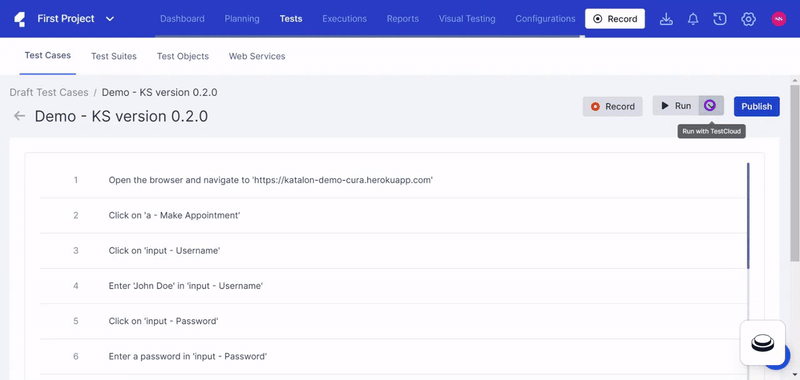 First Project Dashboard Planning Tests Executions Reports Visual Testing Configurations Record
Test Cases Test Suites Test Objects Web Services
Draft Test Cases / Demo - KS version 0.2.0
Demo - KS version 0.2.0 Record Run Publish
Run with TestCloud
1 Open the browser and navigate to 'https://katalon-demo-cura.herokuapp.com'
2 Click on 'a - Make Appointment'
3 Click on 'input - Username'
4 Enter 'John Doe' in 'input - Username'
5 Click on 'input - Password'
6 Enter a password in 'input - Password'